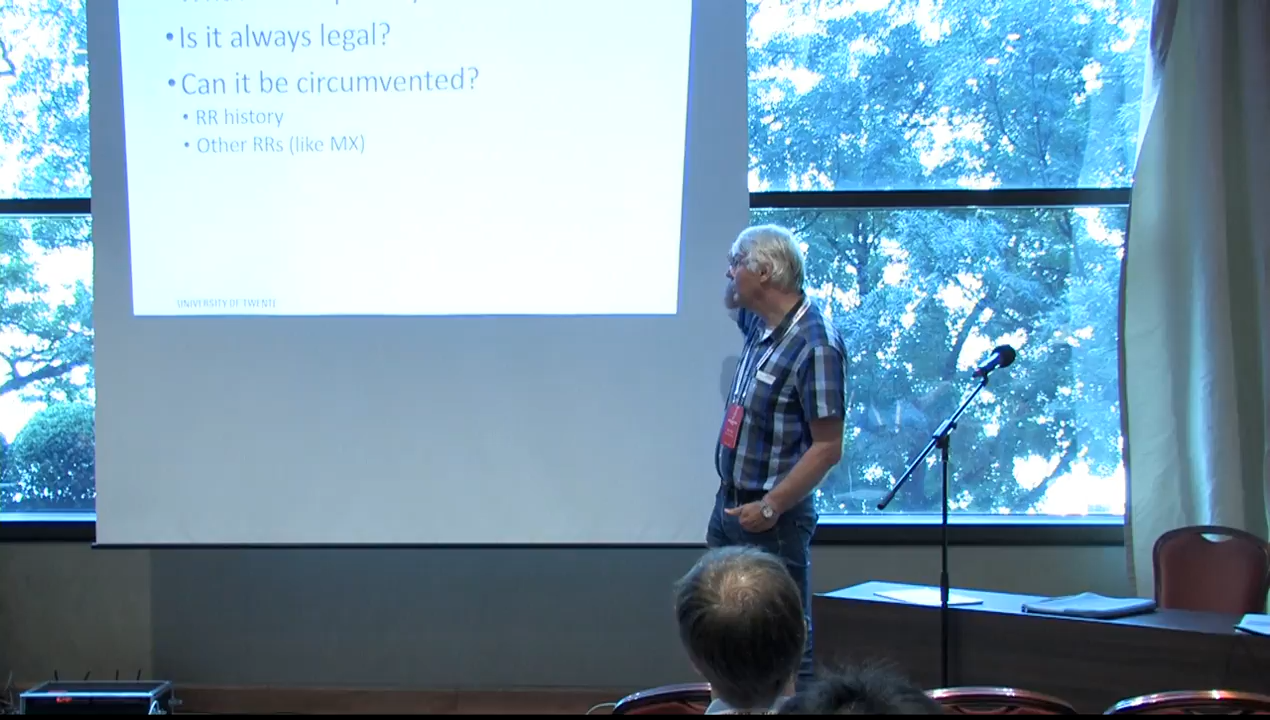 • Is it always legal?
• Can it be circumvented?
• RR history
• Other RRs (like MX)
UNIVERSITY OF TWENTE